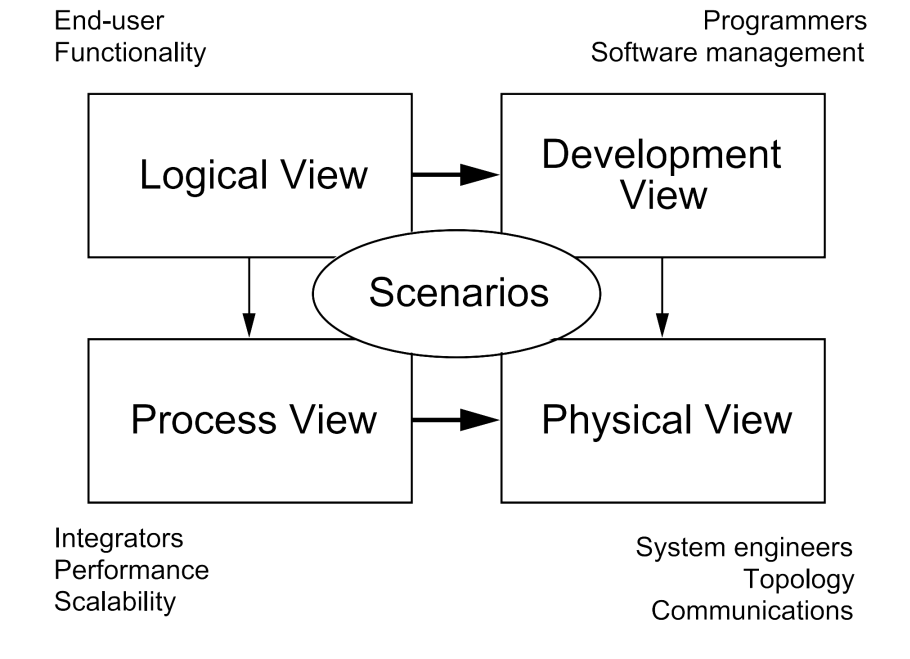 End-user
Functionality
Programmers
Software management
Logical View
Development
View
Scenarios
Process View
Physical View
Integrators
Performance
Scalability
System engineers
Topology
Communications